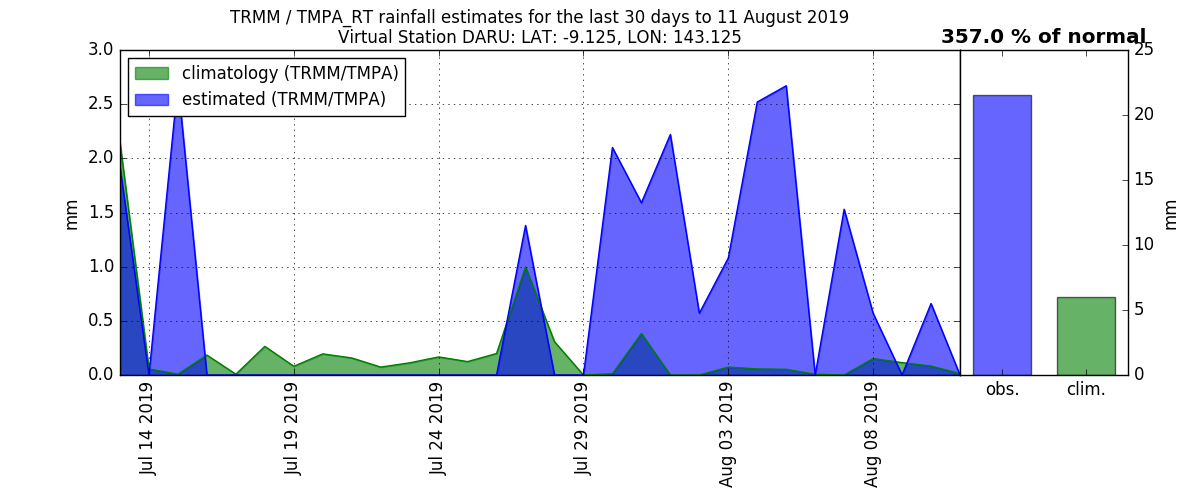 TRMM / TMPA_RT rainfall estimates for the last 30 days to 11 August 2019
Virtual Station DARU: LAT: -9.125, LON: 143.125
357.0 % of normal
climatology (TRMM/TMPA)
estimated (TRMM/TMPA)
3.0
2.5
2.0
1.5
1.0
0.5
0.0
mm
Jul 14 2019
Jul 19 2019
Jul 24 2019
Jul 29 2019
Aug 03 2019
Aug 08 2019
obs.
clim.
25
20
15
10
5
0
mm